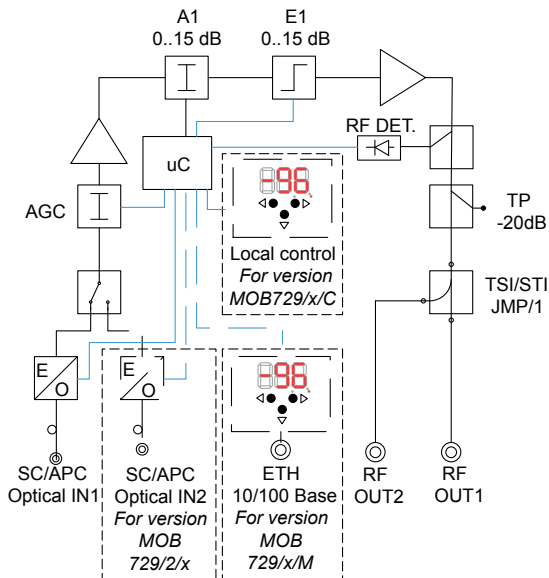 A1
0..15 dB
E1
0..15 dB
RF DET.
uC
-96
AGC
TP
-20dB
Local control
For version
MOB729/x/C
TSI/STI
JMP/1
E
O
E
O
-96
SC/APC
Optical IN1
SC/APC
Optical IN2
For version
MOB
729/2/x
ETH
10/100 Base
For version
MOB
729/x/M
RF
OUT2
RF
OUT1